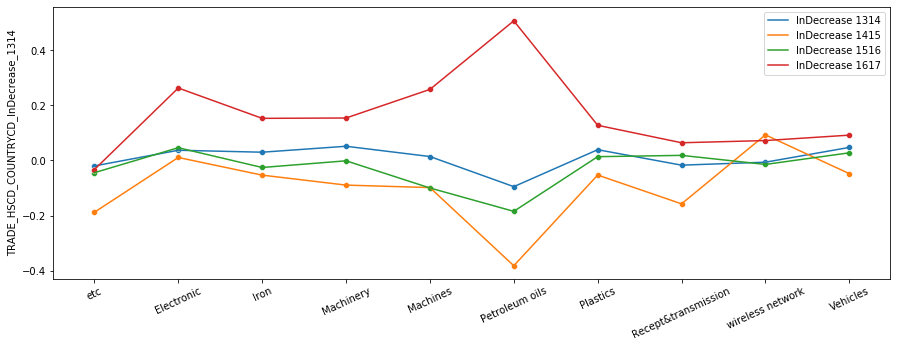 InDecrease 1314
InDecrease 1415
InDecrease 1516
InDecrease 1617
TRADE_HSCD_COUNTRYCD_InDecrease_1314
0.4
0.2
0.0
−0.2
−0.4
etc
Electronic
Iron
Machinery
Machines
Petroleum oils
Plastics
Recept&transmission
wireless network
Vehicles